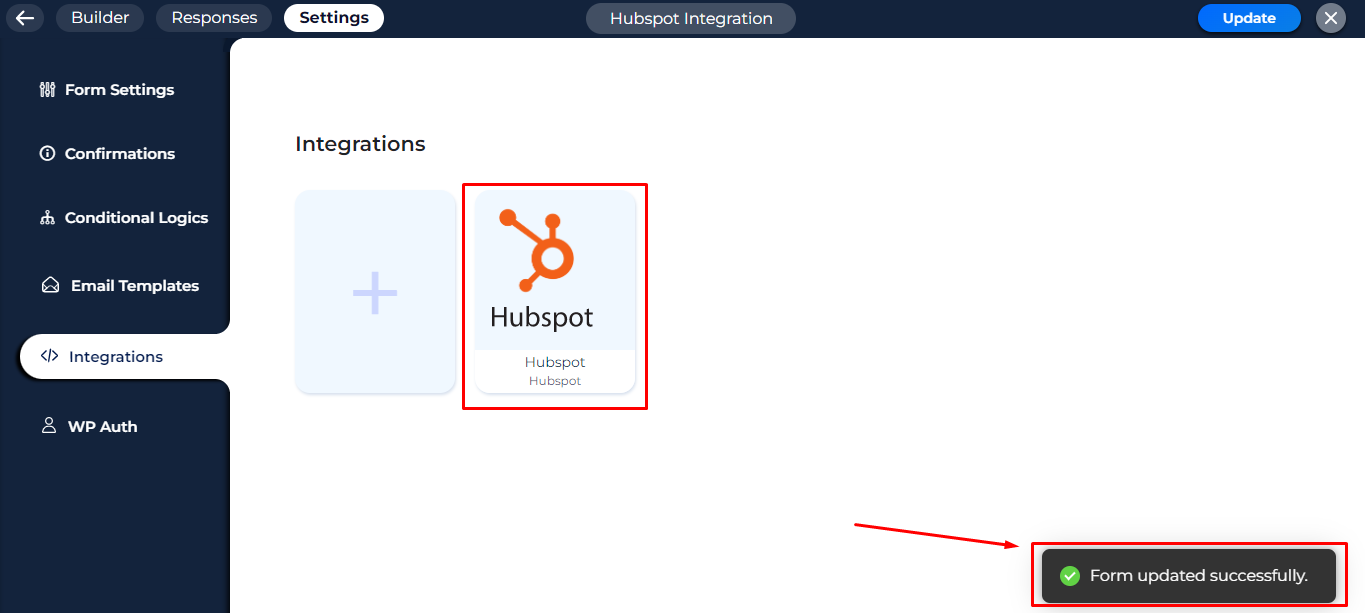 Builder
Responses
Settings
Hubspot Integration
Update
Form Settings
Confirmations
Conditional Logics
Email Templates
Integrations
WP Auth
Integrations
Hubspot
Hubspot
Hubspot
Form updated successfully.